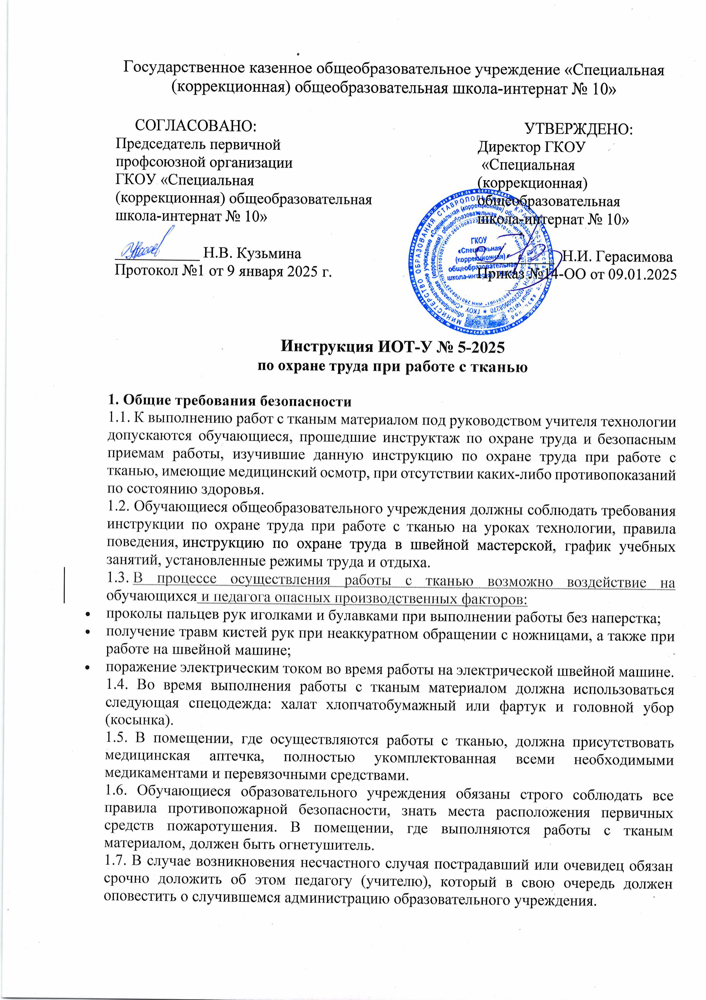 Государственное казенное общеобразовательное учреждение «Специальная
(коррекционная) общеобразовательная школа-интернат № 10»
СОГЛАСОВАНО:
Председатель первичной
профсоюзной организации
ГКОУ «Специальная
(коррекционная) общеобразовательная
школа-интернат № 10»
Н.В. Кузьмина
Протокол №1 от 9 января 2025 г.
УТВЕРЖДЕНО:
Директор ГКОУ
«Специальная
(коррекционная)
общеобразовательная
школа-интернат № 10»
Н.И. Герасимова
Приказ №14-ОО от 09.01.2025
ГКОУ
«Специальная
(коррекционная)
общеобразовательная
школа-интернат
Инструкция ИОТ-У № 5-2025
по охране труда при работе с тканью
1. Общие требования безопасности
1.1. К выполнению работ с тканым материалом под руководством учителя технологии
допускаются обучающиеся, прошедшие инструктаж по охране труда и безопасным
приемам работы, изучившие данную инструкцию по охране труда при работе с
тканью, имеющие медицинский осмотр, при отсутствии каких-либо противопоказаний
по состоянию здоровья.
1.2. Обучающиеся общеобразовательного учреждения должны соблюдать требования
инструкции по охране труда при работе с тканью на уроках технологии, правила
поведения, инструкцию по охране труда в швейной мастерской, график учебных
занятий, установленные режимы труда и отдыха.
1.3. В процессе осуществления работы с тканью возможно воздействие на
обучающихся и педагога опасных производственных факторов:
• проколы пальцев рук иголками и булавками при выполнении работы без наперстка;
• получение травм кистей рук при неаккуратном обращении с ножницами, а также при
работе на швейной машине;
• поражение электрическим током во время работы на электрической швейной машине.
1.4. Во время выполнения работы с тканым материалом должна использоваться
следующая спецодежда: халат хлопчатобумажный или фартук и головной убор
(косынка).
1.5. В помещении, где осуществляются работы с тканью, должна присутствовать
медицинская аптечка, полностью укомплектованная всеми необходимыми
медикаментами и перевязочными средствами.
1.6. Обучающиеся образовательного учреждения обязаны строго соблюдать все
правила противопожарной безопасности, знать места расположения первичных
средств пожаротушения. В помещении, где выполняются работы с тканым
материалом, должен быть огнетушитель.
1.7. В случае возникновения несчастного случая пострадавший или очевидец обязан
срочно доложить об этом педагогу (учителю), который в свою очередь должен
оповестить о случившемся администрацию образовательного учреждения.